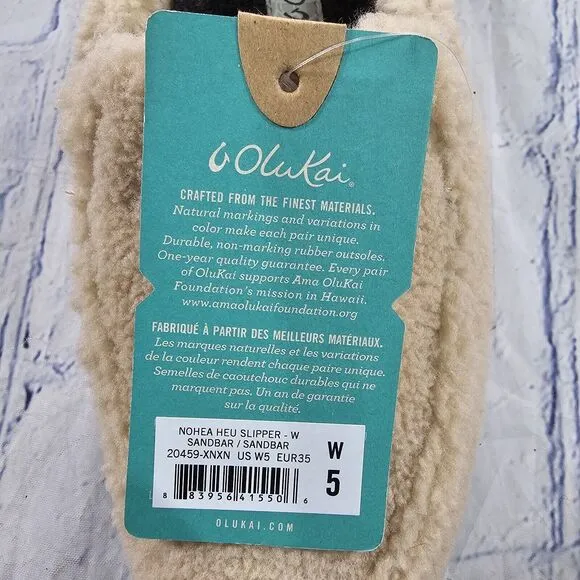 OluKai®
CRAFTED FROM THE FINEST MATERIALS.
Natural markings and variations in
color make each pair unique.
Durable, non-marking rubber outsoles.
One-year quality guarantee. Every pair
of OluKai supports Ama OluKai
Foundation's mission in Hawaii.
www.amaolukaifoundation.org
FABRIQUÉ À PARTIR DES MEILLEURS MATÉRIAUX.
Les marques naturelles et les variations
de la couleur rendent chaque paire unique.
Semelles de caoutchouc durables qui ne
marquent pas. Un an de garantie
sur la qualité.
NOHEA HEU SLIPPER - W
SANDBAR / SANDBAR
20459-XNXN US W5 EUR35
W
5
8 83956 41550 6
OLUKAI.COM